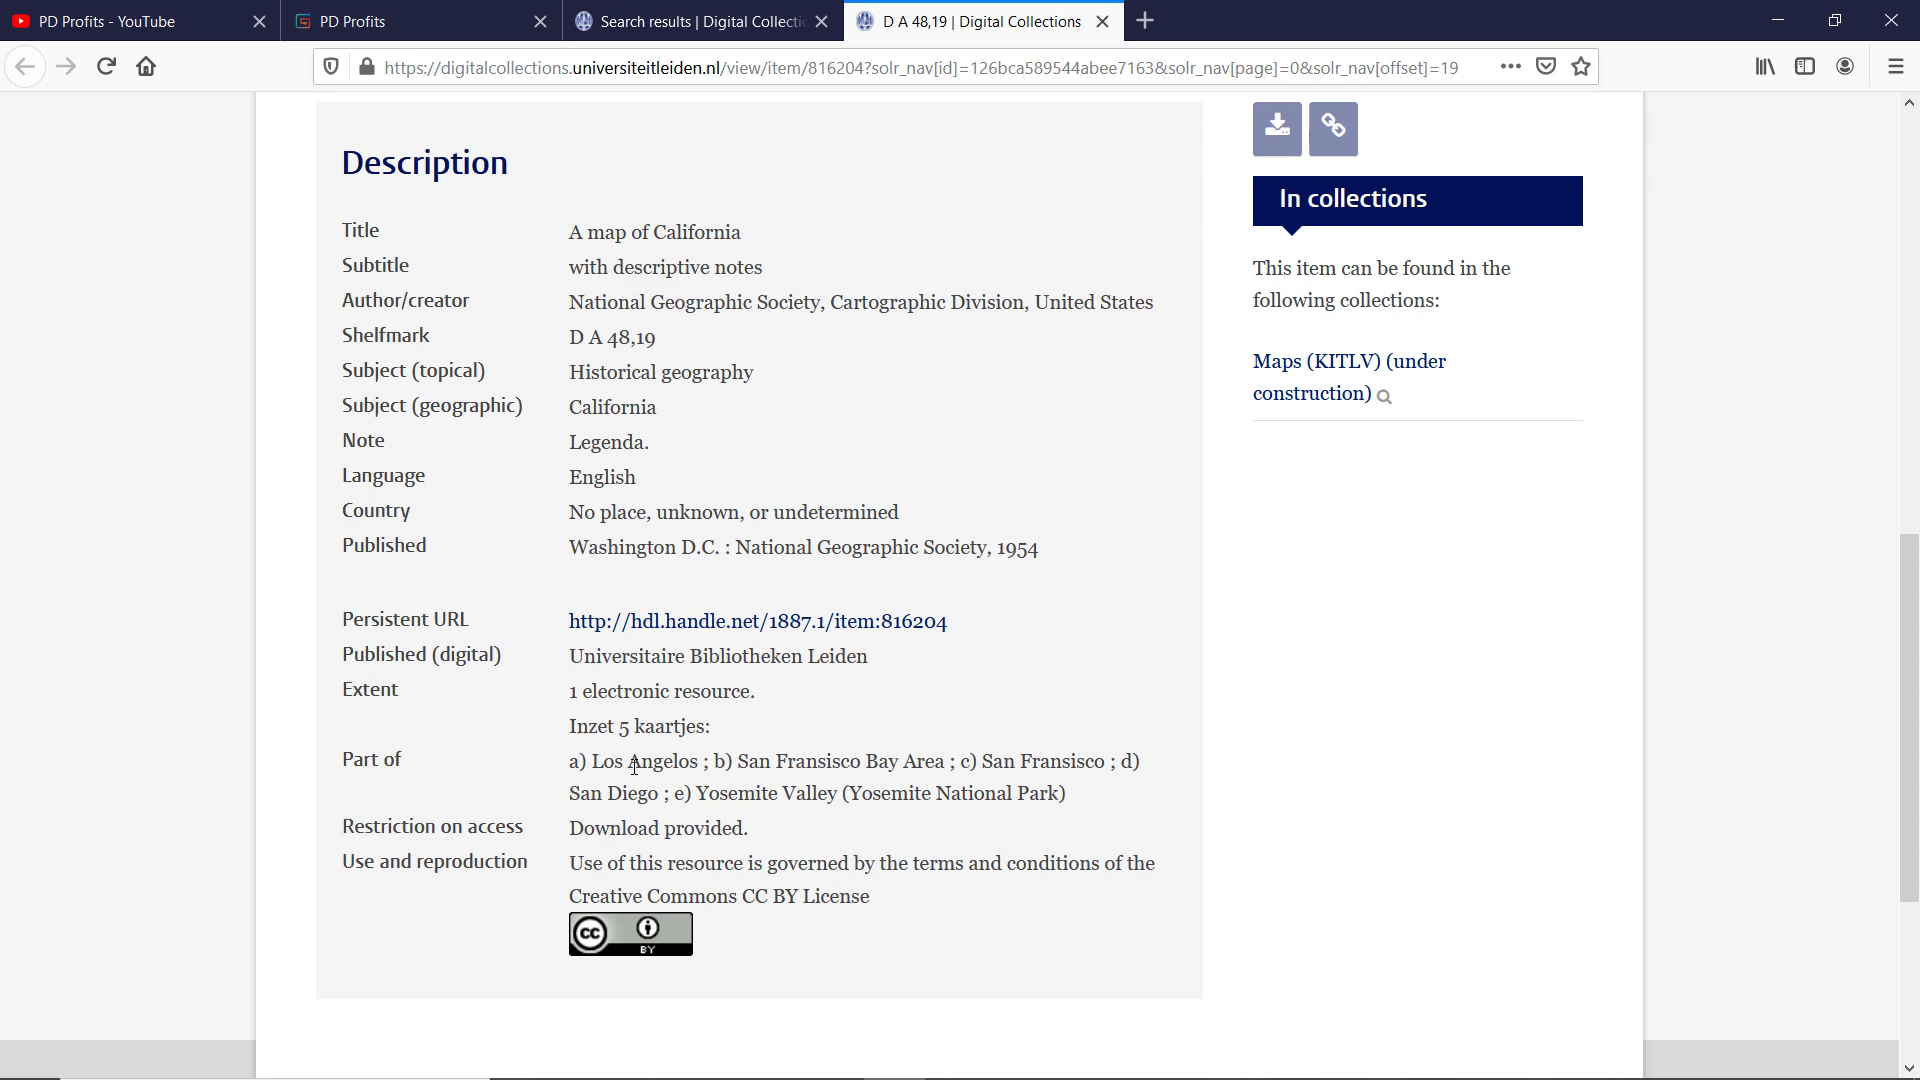 PD Profits - YouTube
PD Profits
Search results | Digital Collectio
D A 48,19 | Digital Collections
https://digitalcollections.universiteitleiden.nl/view/item/816204?solr_nav[id]=126bca589544abee7163&solr_nav[page]=0&solr_nav[offset]=19
Description
Title A map of California
Subtitle with descriptive notes
Author/creator National Geographic Society, Cartographic Division, United States
Shelfmark D A 48,19
Subject (topical) Historical geography
Subject (geographic) California
Note Legenda.
Language English
Country No place, unknown, or undetermined
Published Washington D.C. : National Geographic Society, 1954
Persistent URL http://hdl.handle.net/1887.1/item:816204
Published (digital) Universitaire Bibliotheken Leiden
Extent 1 electronic resource.
Inzet 5 kaartjes:
Part of a) Los Angelos ; b) San Fransisco Bay Area ; c) San Fransisco ; d)
San Diego ; e) Yosemite Valley (Yosemite National Park)
Restriction on access Download provided.
Use and reproduction Use of this resource is governed by the terms and conditions of the
Creative Commons CC BY License
cc BY
In collections
This item can be found in the
following collections:
Maps (KITLV) (under
construction)